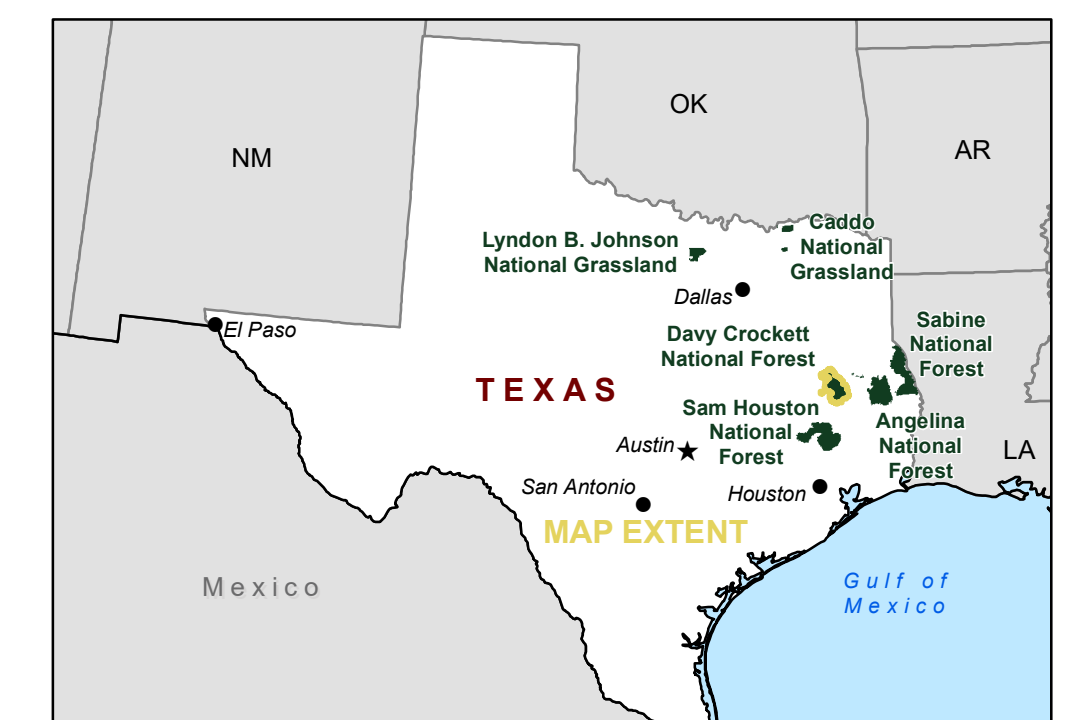 OK
AR
NM
Caddo
National
Grassland
Lyndon B. Johnson
National Grassland
Dallas
El Paso
Sabine
National
Forest
Davy Crockett
National Forest
TEXAS
Sam Houston
National
Forest
Angelina
National
Forest
Austin
LA
San Antonio
Houston
MAP EXTENT
Mexico
Gulf of
Mexico